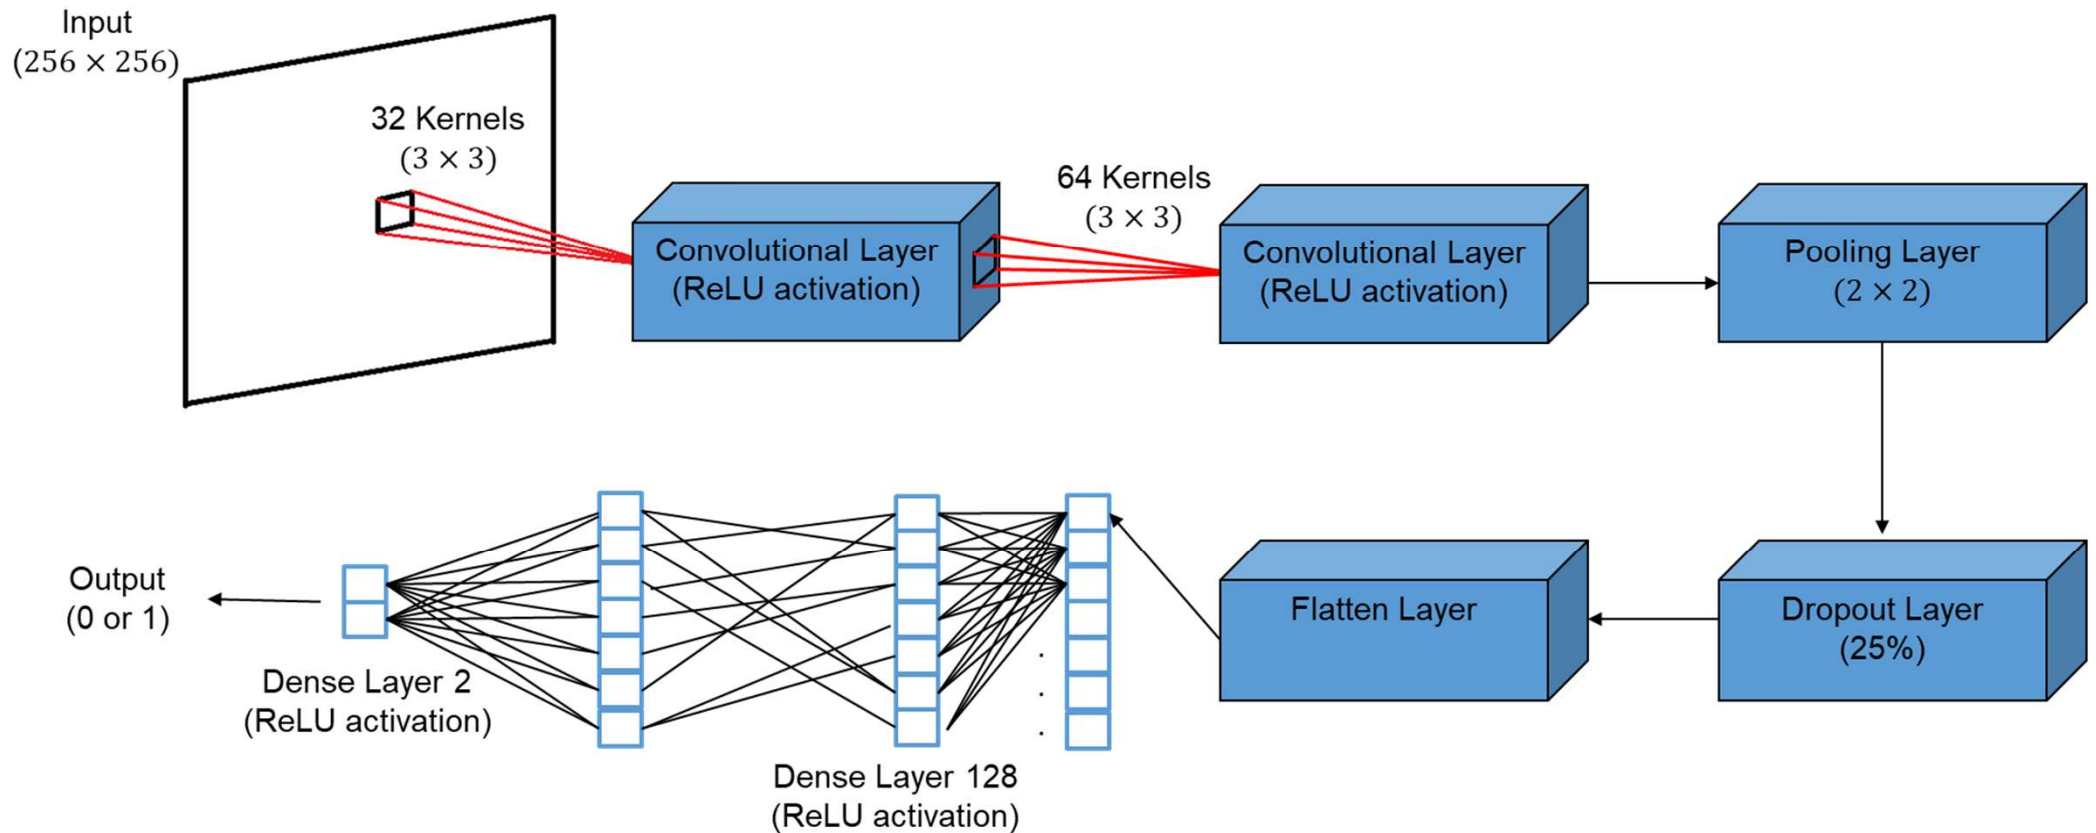 Input
(256 × 256)
32 Kernels
(3 × 3)
Convolutional Layer
(ReLU activation)
64 Kernels
(3 × 3)
Convolutional Layer
(ReLU activation)
Pooling Layer
(2 × 2)
Dropout Layer
(25%)
Flatten Layer
Dense Layer 128
(ReLU activation)
Dense Layer 2
(ReLU activation)
Output
(0 or 1)